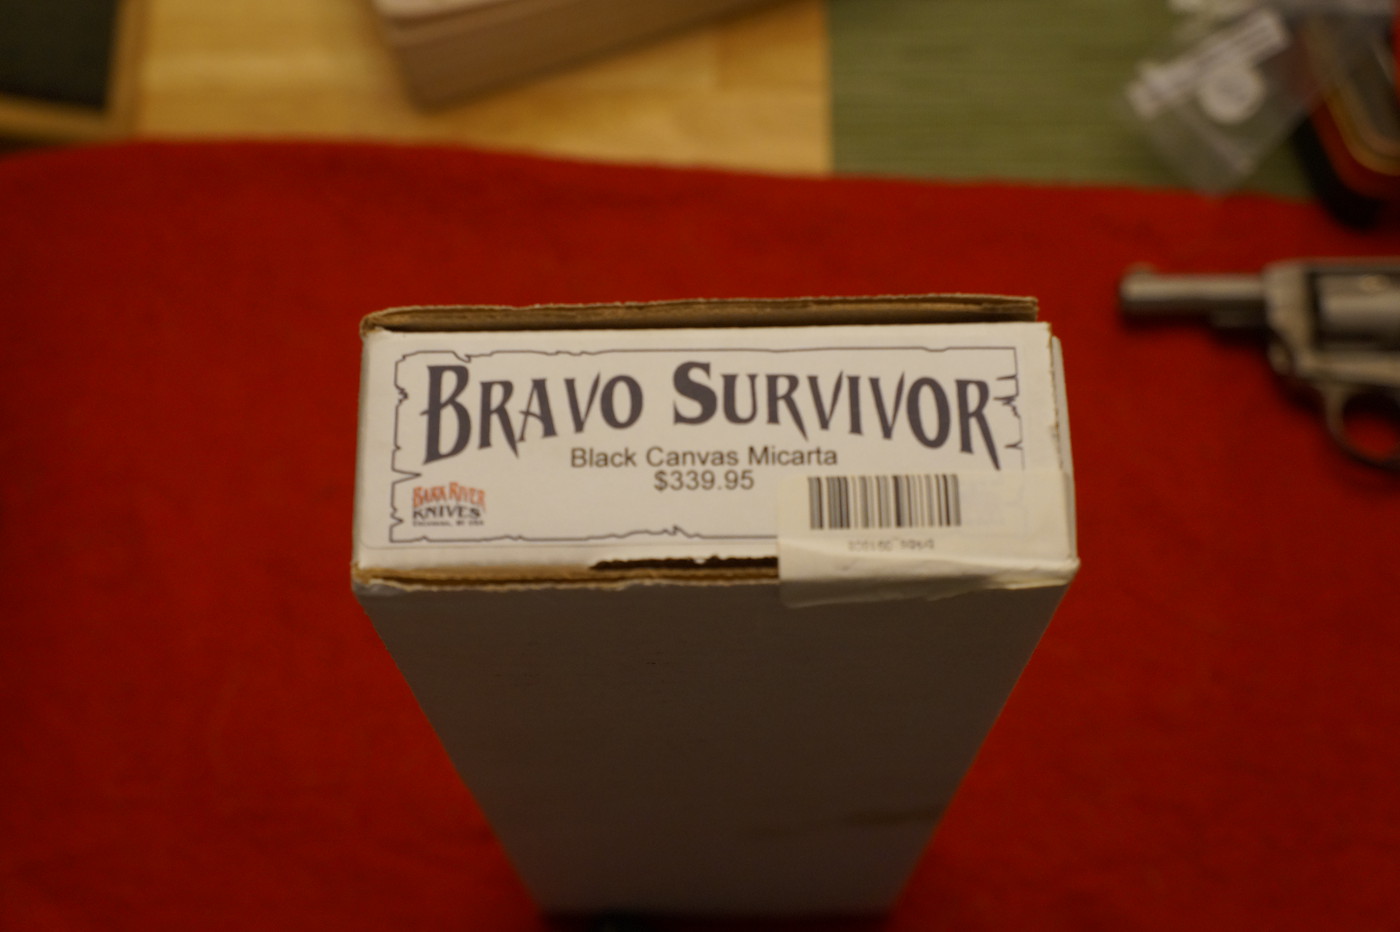 BRAVO SURVIVOR
Black Canvas Micarta
$339.95
BARK RIVER
KNIVES